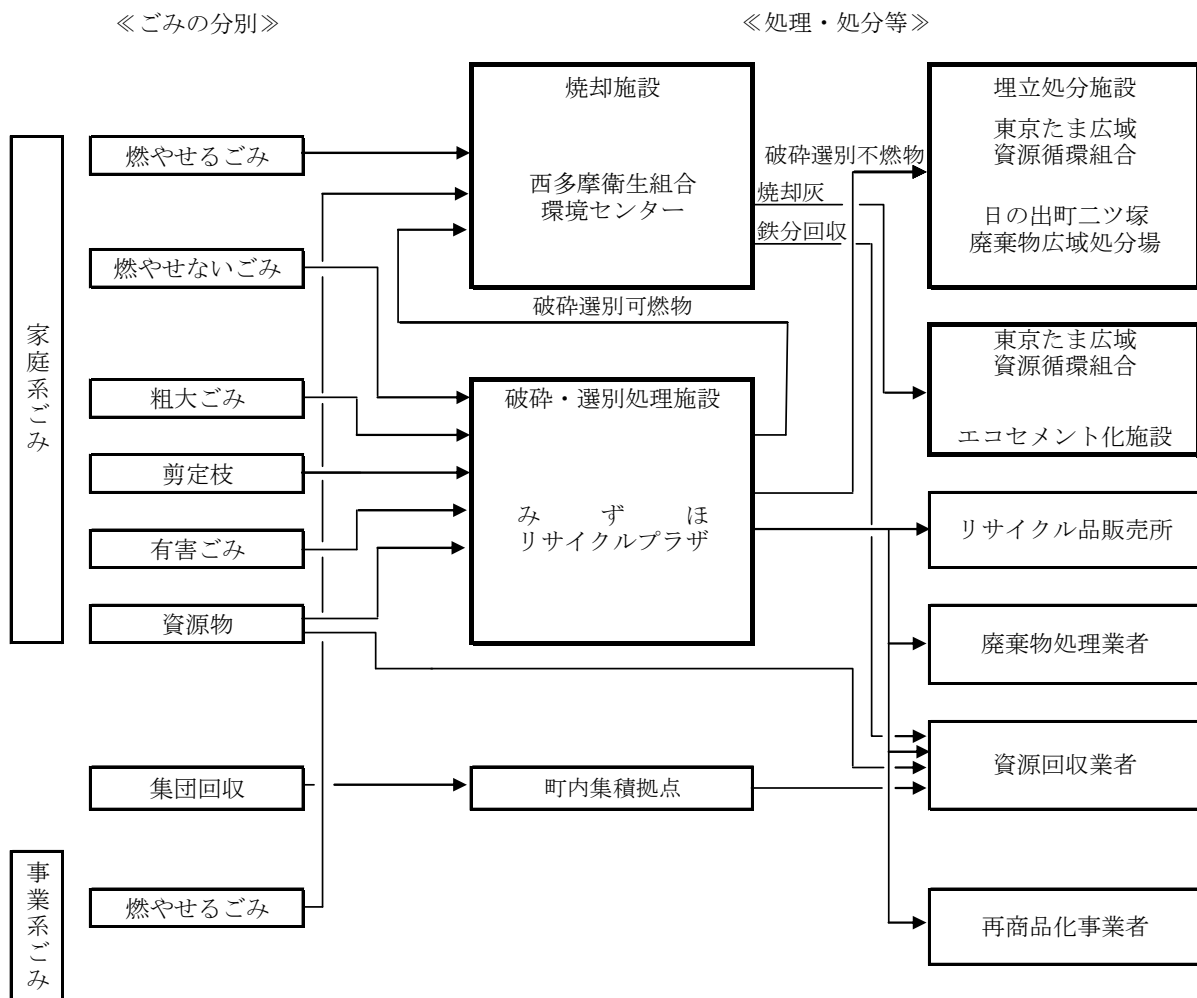 ≪ごみの分別≫
≪処理・処分等≫
家庭系ごみ
燃やせるごみ
燃やせないごみ
粗大ごみ
剪定枝
有害ごみ
資源物
集団回収
事業系ごみ
燃やせるごみ
焼却施設
西多摩衛生組合
環境センター
破砕選別可燃物
破砕・選別処理施設
み　ず　ほ
リサイクルプラザ
町内集積拠点
破砕選別不燃物
焼却灰
鉄分回収
埋立処分施設
東京たま広域
資源循環組合
日の出町二ツ塚
廃棄物広域処分場
東京たま広域
資源循環組合
エコセメント化施設
リサイクル品販売所
廃棄物処理業者
資源回収業者
再商品化事業者